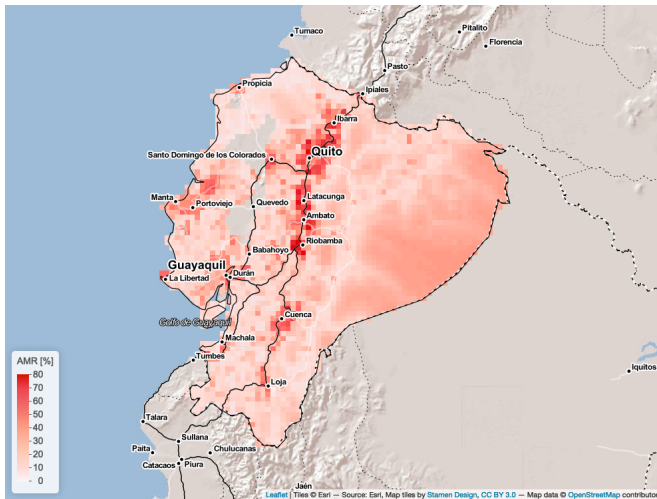 Tumaco
Pitalito
Florencia
Pasto
Propicia
Ipiales
Ibarra
Santo Domingo de los Colorados
Quito
Manta
Portoviejo
Quevedo
Latacunga
Ambato
Riobamba
Babahoyo
Guayaquíl
Durán
La Libertad
Cuenca
Golfo de Guayaquil
Machala
Tumbes
Iquitos
Loja
AMR [%]
80
70
60
50
40
30
20
10
0
Talara
Sullana
Paita
Chulucanas
Catacaos
Piura
Jaén
Leaflet | Tiles © Esri — Source: Esri, Map tiles by Stamen Design, CC BY 3.0 — Map data © OpenStreetMap contributor